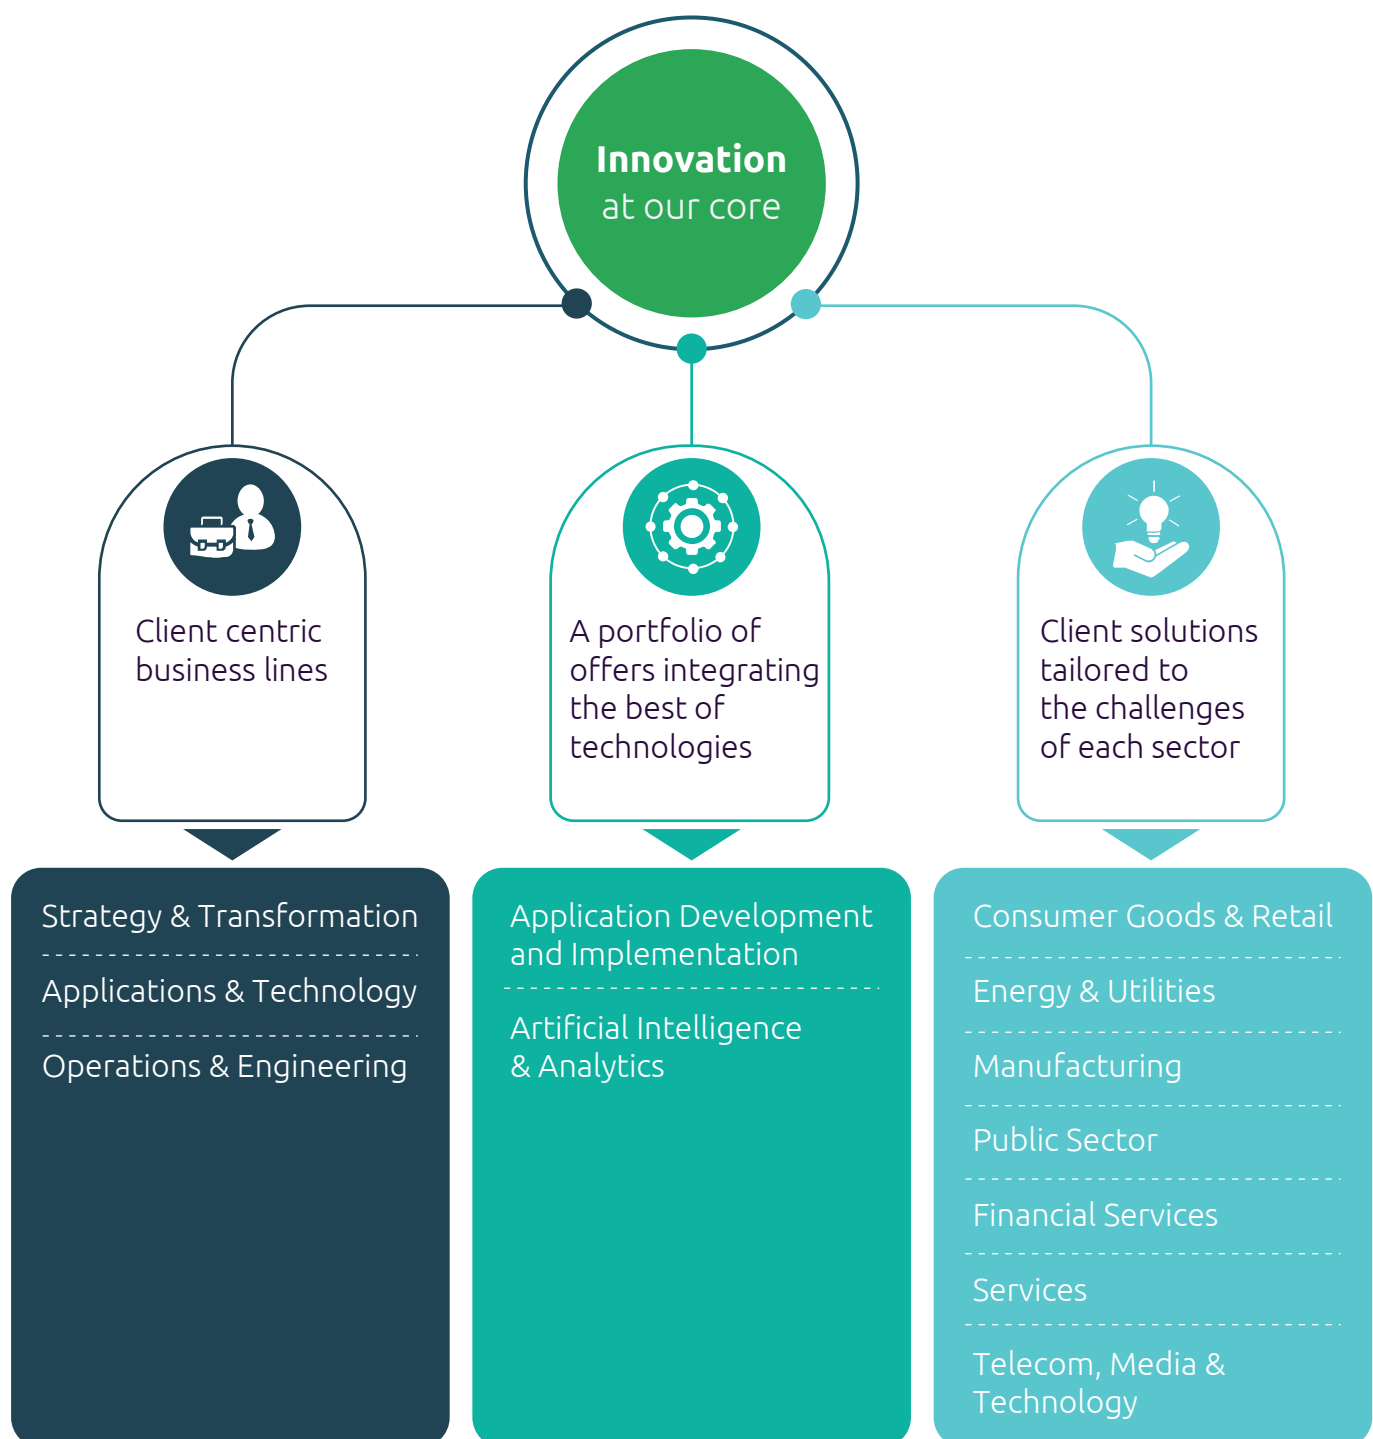 Innovation
at our core
Client centric
business lines
A portfolio of
offers integrating
the best of
technologies
Client solutions
tailored to
the challenges
of each sector
Strategy & Transformation
Applications & Technology
Operations & Engineering
Application Development
and Implementation
Artificial Intelligence
& Analytics
Consumer Goods & Retail
Energy & Utilities
Manufacturing
Public Sector
Financial Services
Services
Telecom, Media &
Technology